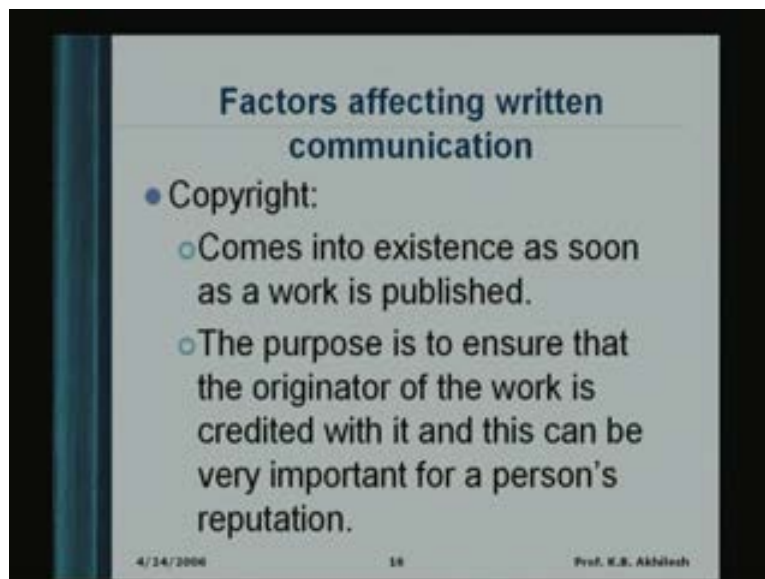 Factors affecting written
communication
Copyright:
Comes into existence as soon
as a work is published.
The purpose is to ensure that
the originator of the work is
credited with it and this can be
very important for a person's
reputation.
4/24/2006 16 Prof. K.B. Akhilesh